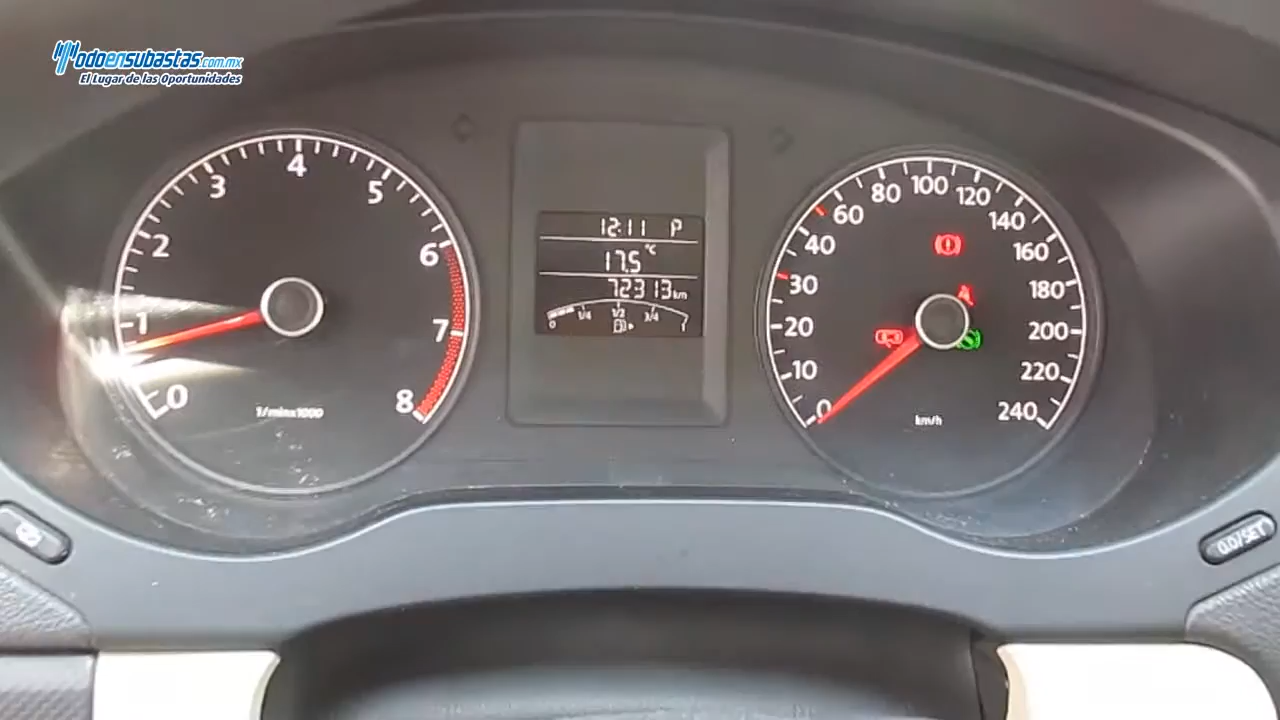 Todoensubastas.com.mx
El Lugar de las Oportunidades
0 1 2 3 4 5 6 7 8
1/minx1000
12:11 P
17.5 °C
72313 km
0 1/4 1/2 3/4 1
0 10 20 30 40 60 80 100 120 140 160 180 200 220 240
km/h
0.0/SET